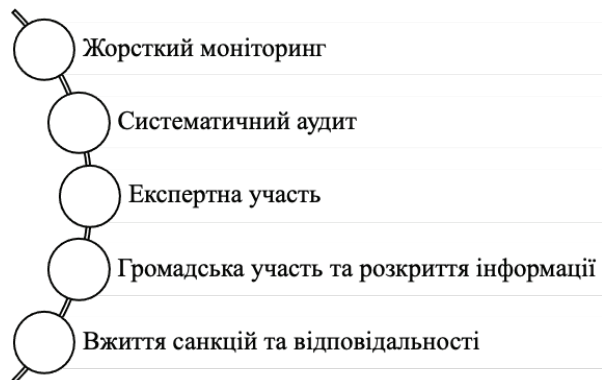 Жорсткий моніторинг
Систематичний аудит
Експертна участь
Громадська участь та розкриття інформації
Вжиття санкцій та відповідальності